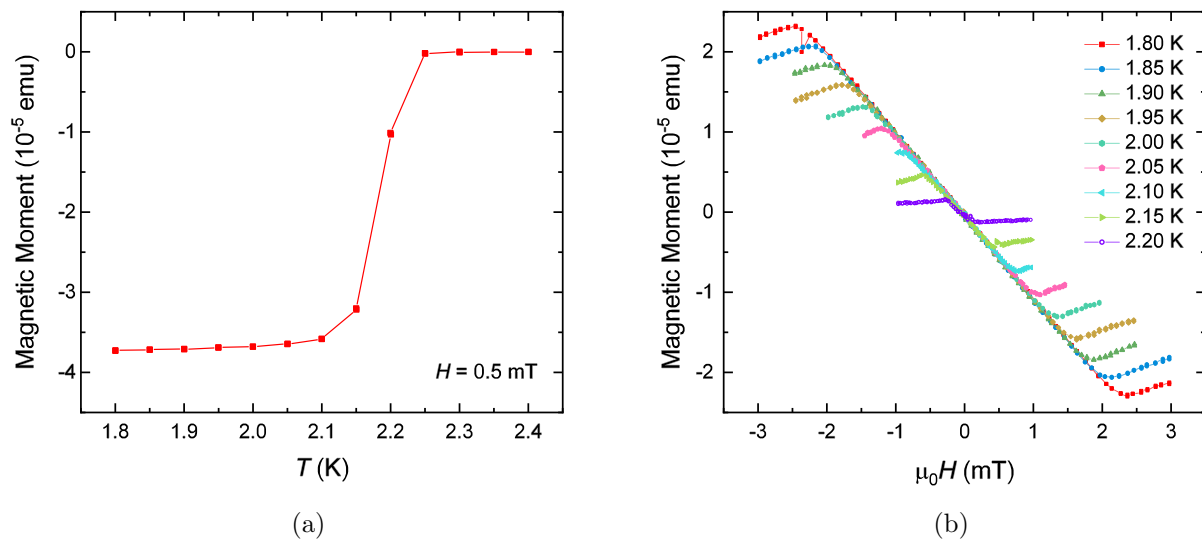 (a)
Magnetic Moment (10⁻⁵ emu)
0
-1
-2
-3
-4
H = 0.5 mT
1.8 1.9 2.0 2.1 2.2 2.3 2.4
T (K)
(b)
Magnetic Moment (10⁻⁵ emu)
2
1
0
-1
-2
1.80 K
1.85 K
1.90 K
1.95 K
2.00 K
2.05 K
2.10 K
2.15 K
2.20 K
-3 -2 -1 0 1 2 3
μ₀H (mT)
(a)
(b)